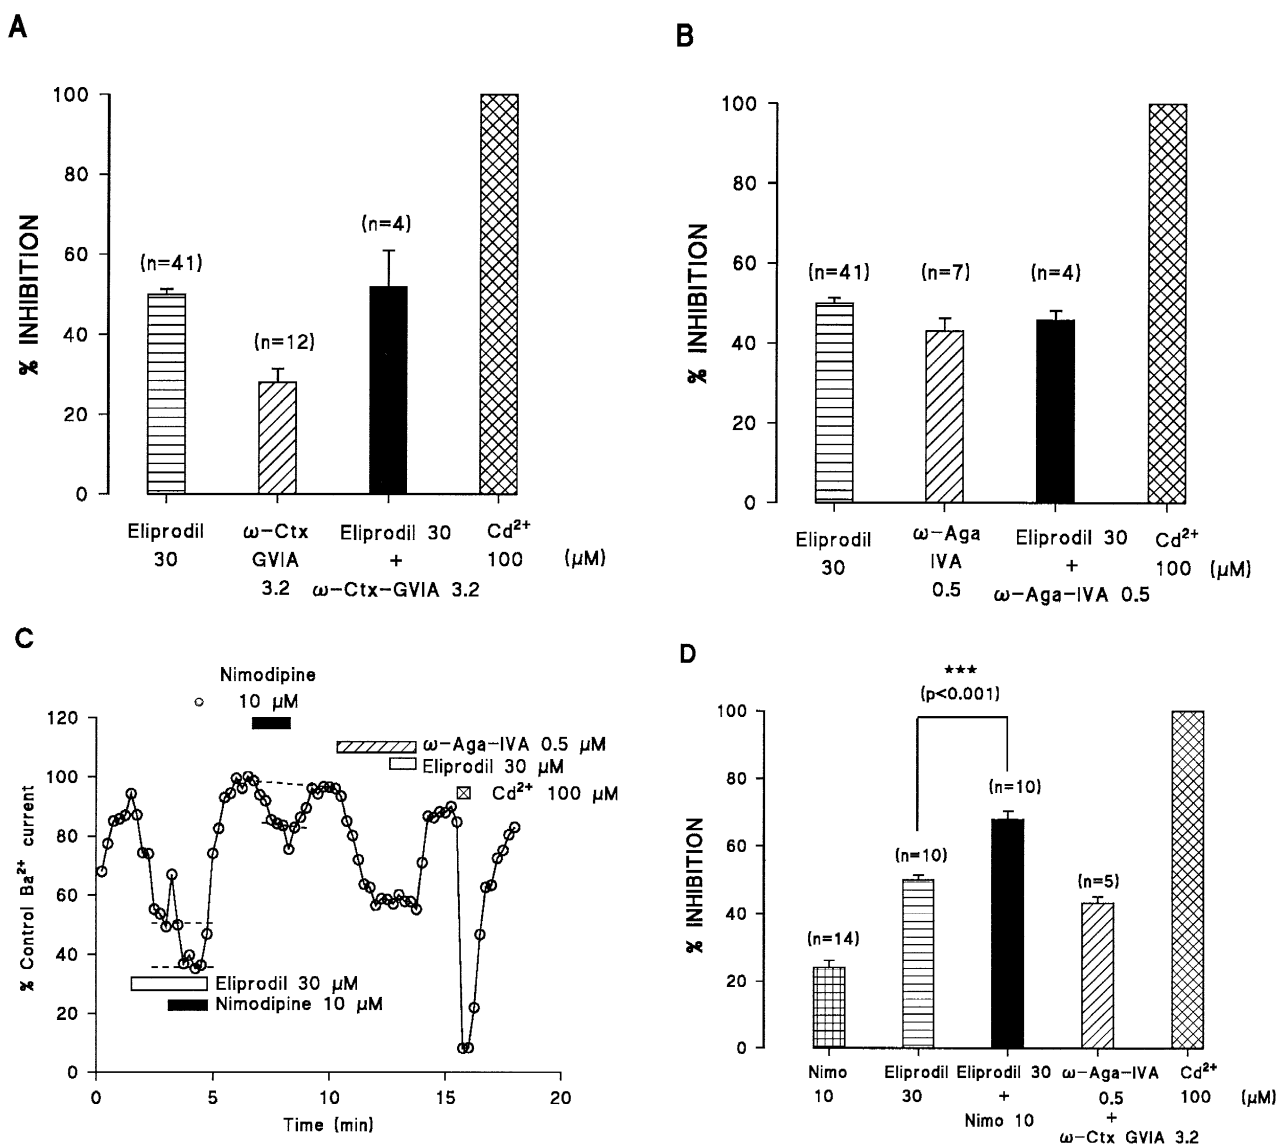 A
% INHIBITION
100
80
60
40
20
0
(n=41)
(n=12)
(n=4)
Eliprodil
30
ω-Ctx
GVIA
3.2
Eliprodil 30
+
ω-Ctx-GVIA 3.2
Cd²⁺
100
(μM)
B
% INHIBITION
100
80
60
40
20
0
(n=41)
(n=7)
(n=4)
Eliprodil
30
ω-Aga
IVA
0.5
Eliprodil 30
+
ω-Aga-IVA 0.5
Cd²⁺
100
(μM)
C
% Control Ba²⁺ current
120
100
80
60
40
20
0
Nimodipine
10 μM
ω-Aga-IVA 0.5 μM
Eliprodil 30 μM
Cd²⁺ 100 μM
Eliprodil 30 μM
Nimodipine 10 μM
0
5
10
15
20
Time (min)
D
% INHIBITION
100
80
60
40
20
0
***
(p<0.001)
(n=14)
(n=10)
(n=10)
(n=5)
Nimo
10
Eliprodil
30
Eliprodil 30
+
Nimo 10
ω-Aga-IVA
0.5
+
ω-Ctx GVIA 3.2
Cd²⁺
100
(μM)